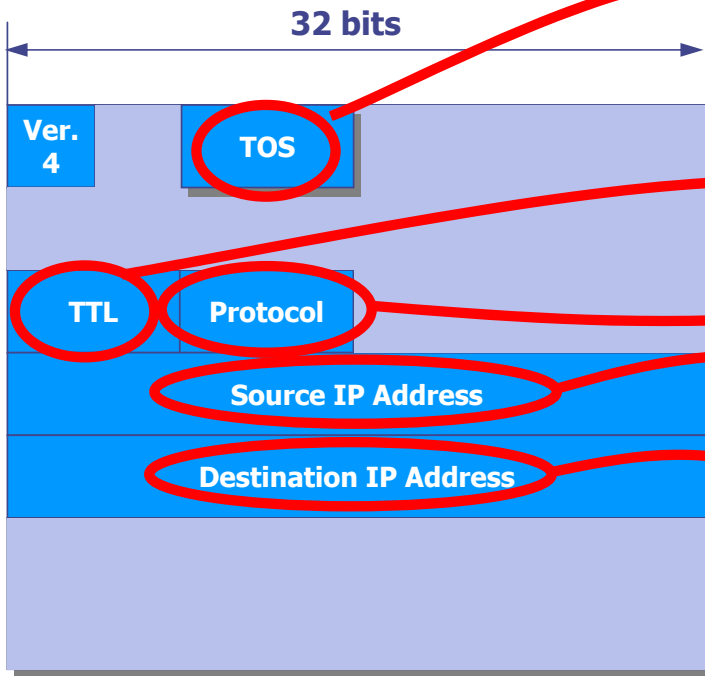 32 bits
Ver.
4
TOS
TTL
Protocol
Source IP Address
Destination IP Address